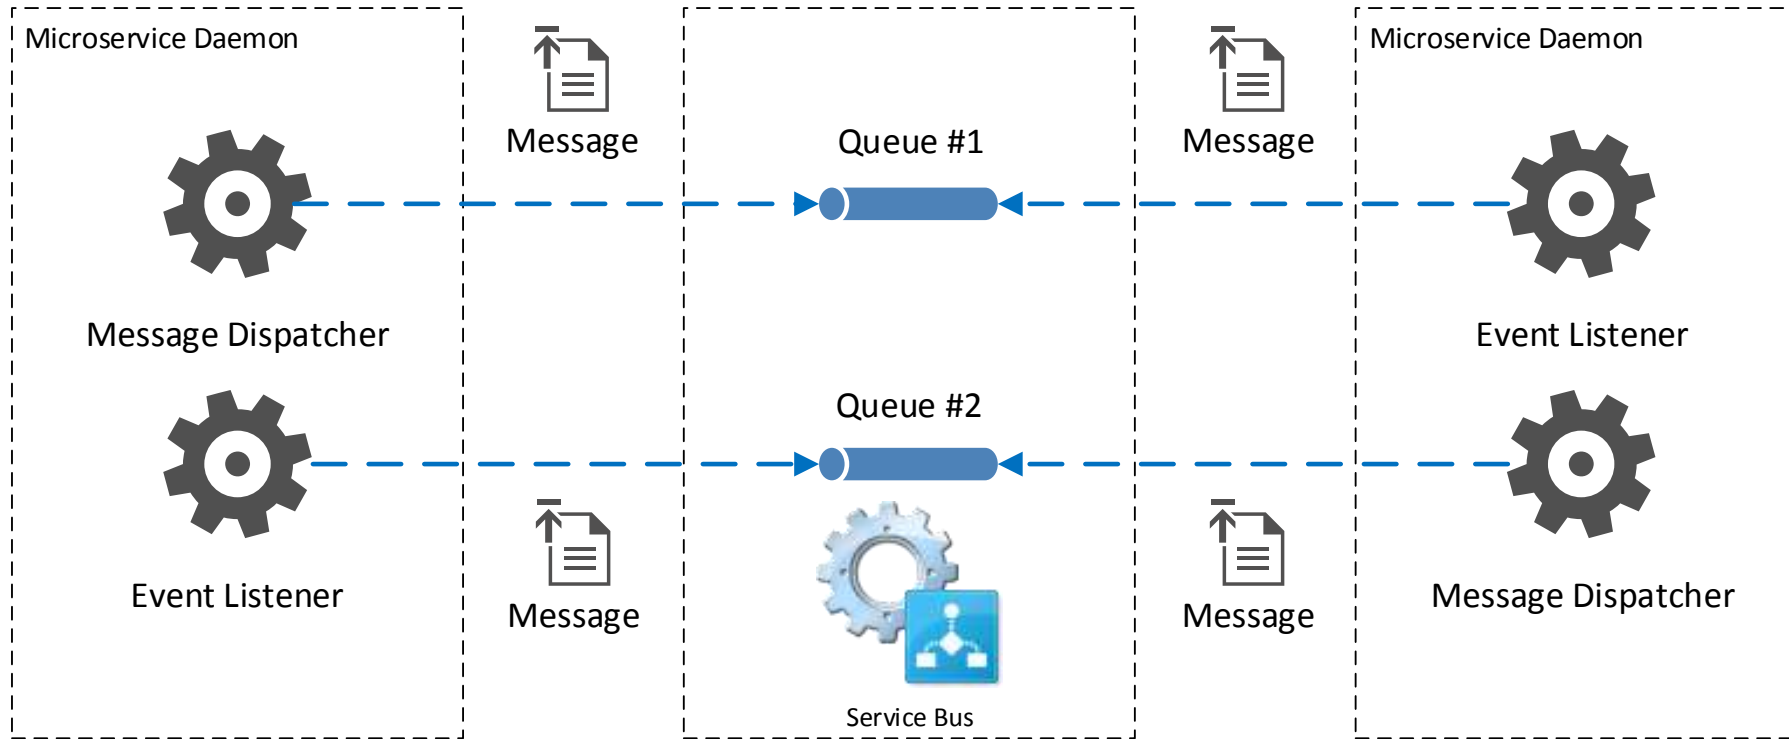 Microservice Daemon
Microservice Daemon
Message
Queue #1
Message
Message Dispatcher
Event Listener
Queue #2
Event Listener
Message
Message
Message Dispatcher
Service Bus